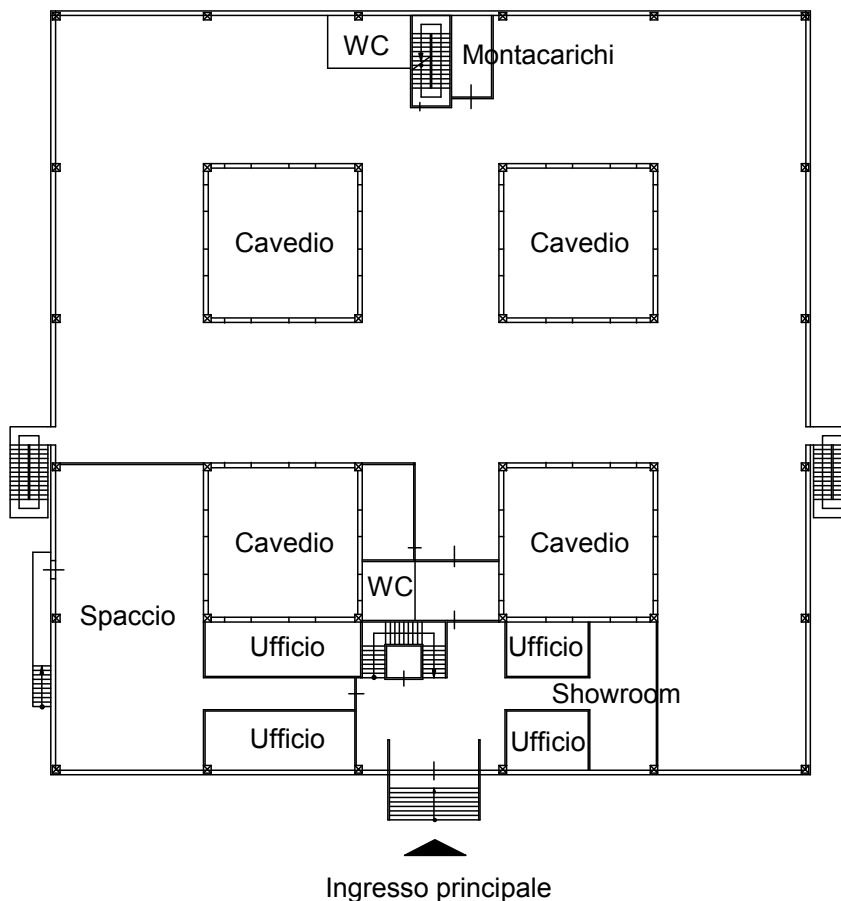 WC
Montacarichi
Cavedio
Cavedio
Cavedio
Cavedio
WC
Spaccio
Ufficio
Ufficio
Showroom
Ufficio
Ufficio
Ingresso principale